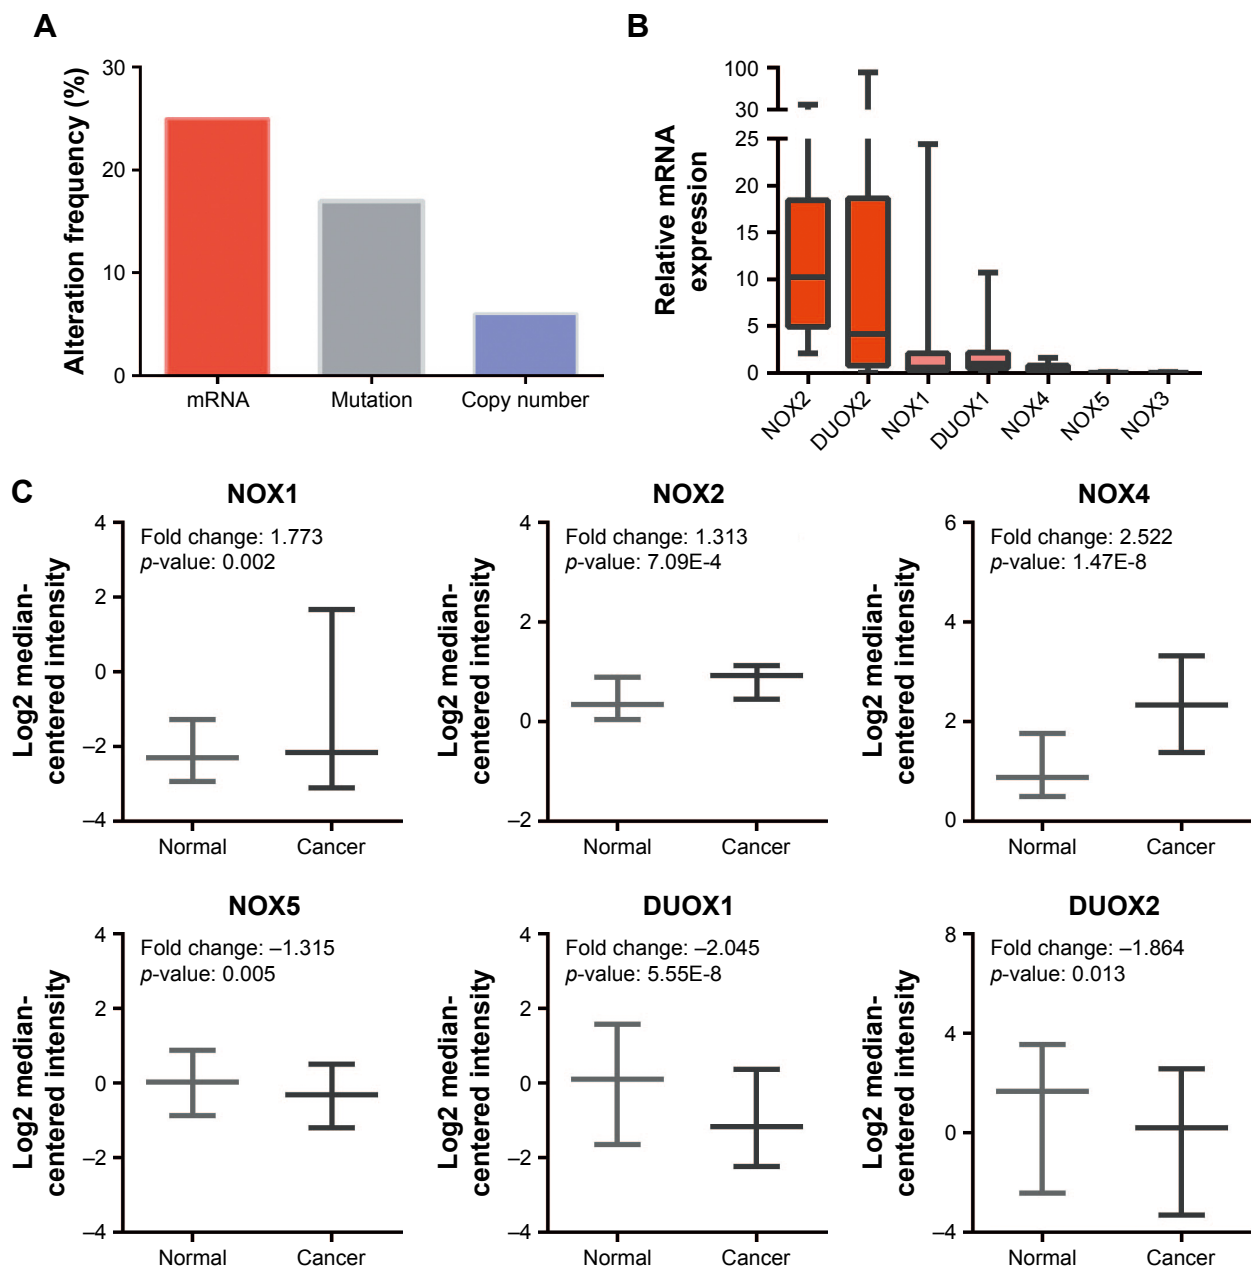 A
Alteration frequency (%)
30
20
10
0
mRNA
Mutation
Copy number
B
Relative mRNA
expression
100
30
25
20
15
10
5
0
NOX2
DUOX2
NOX1
DUOX1
NOX4
NOX5
NOX3
C
NOX1
Fold change: 1.773
p-value: 0.002
Log2 median-
centered intensity
4
2
0
–2
–4
Normal
Cancer
NOX2
Fold change: 1.313
p-value: 7.09E-4
Log2 median-
centered intensity
4
2
0
–2
Normal
Cancer
NOX4
Fold change: 2.522
p-value: 1.47E-8
Log2 median-
centered intensity
6
4
2
0
Normal
Cancer
NOX5
Fold change: –1.315
p-value: 0.005
Log2 median-
centered intensity
4
2
0
–2
–4
Normal
Cancer
DUOX1
Fold change: –2.045
p-value: 5.55E-8
Log2 median-
centered intensity
4
2
0
–2
–4
Normal
Cancer
DUOX2
Fold change: –1.864
p-value: 0.013
Log2 median-
centered intensity
8
4
0
–4
Normal
Cancer